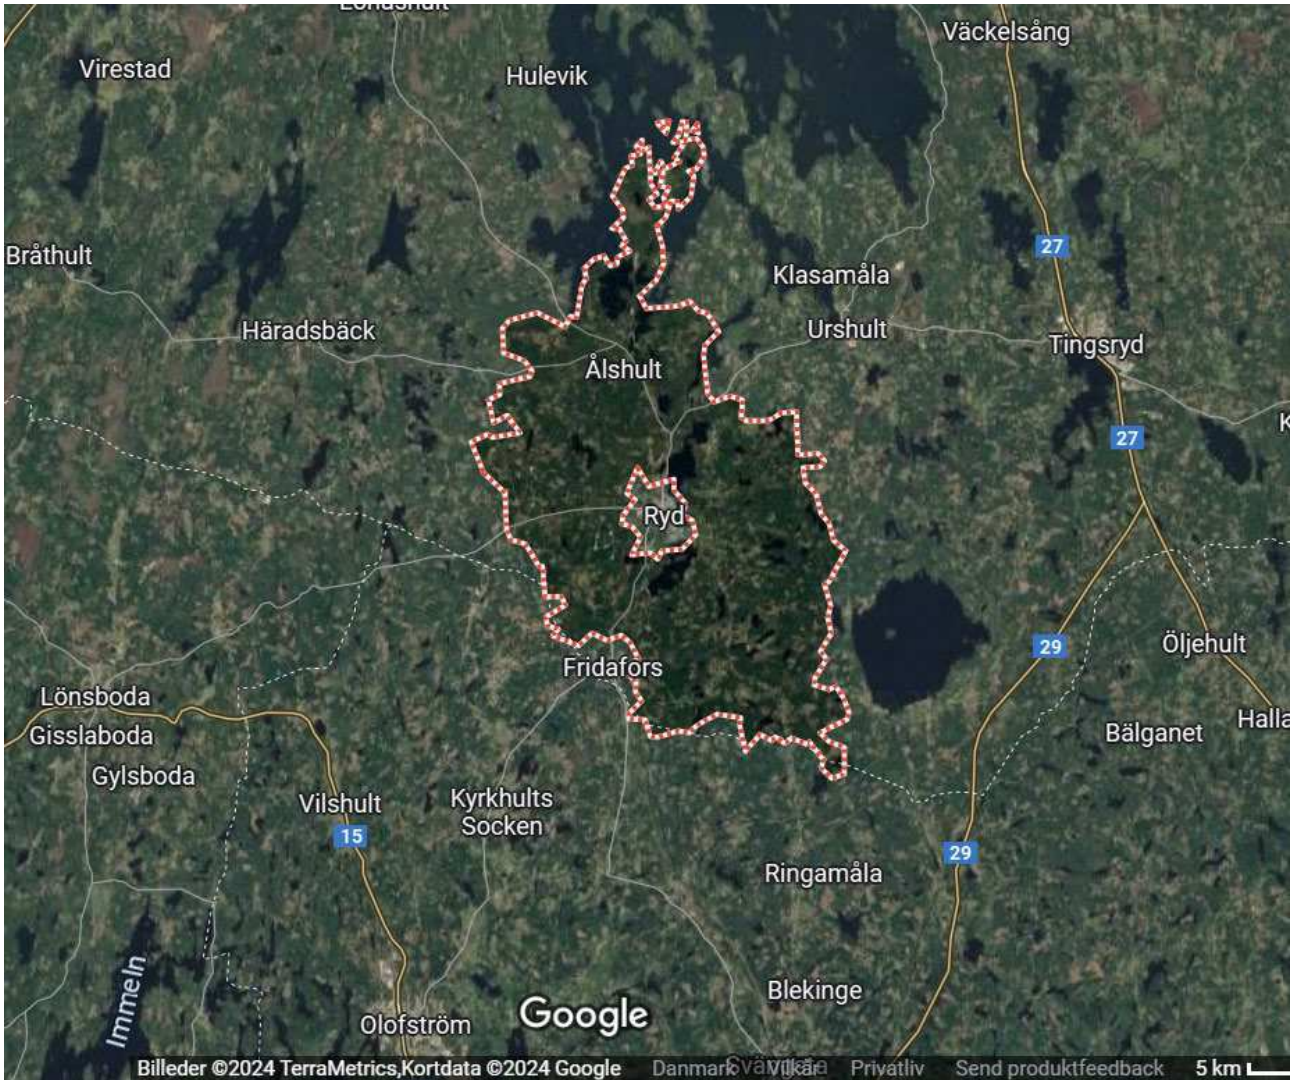 Väckelsång
Virestad
Hulevik
27
Bråthult
Klasamåla
Häradsbäck
Urshult
Tingsryd
Ålshult
27
Ryd
29
Öljehult
Fridafors
Lönsboda
Gisslaboda
Bälganet
Halla
Gylsboda
Vilshult
Kyrkhults
Socken
15
29
Ringamåla
Immeln
Blekinge
Google
Olofström
Billeder ©2024 TerraMetrics,Kortdata ©2024 Google Danmark Vilkår Privatliv Send produktfeedback 5 km